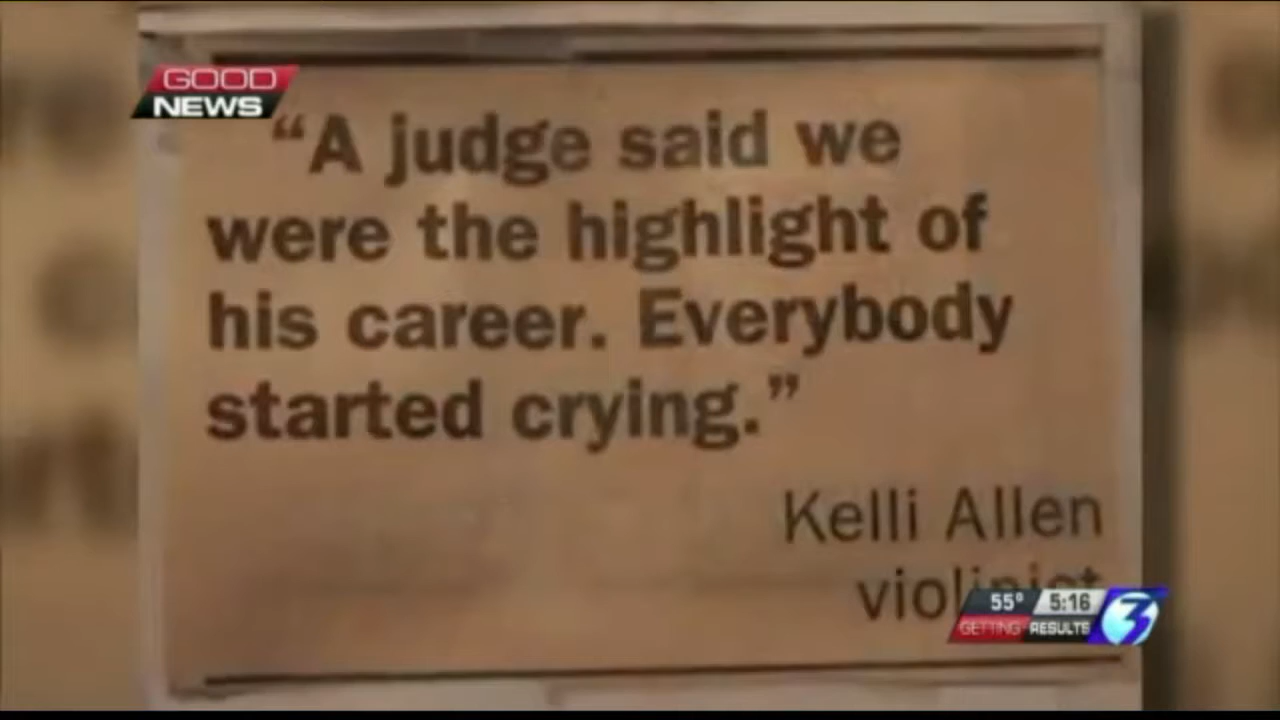 GOOD
NEWS
“A judge said we
were the highlight of
his career. Everybody
started crying.”
Kelli Allen
violinist
55° 5:16
GETTING RESULTS
3